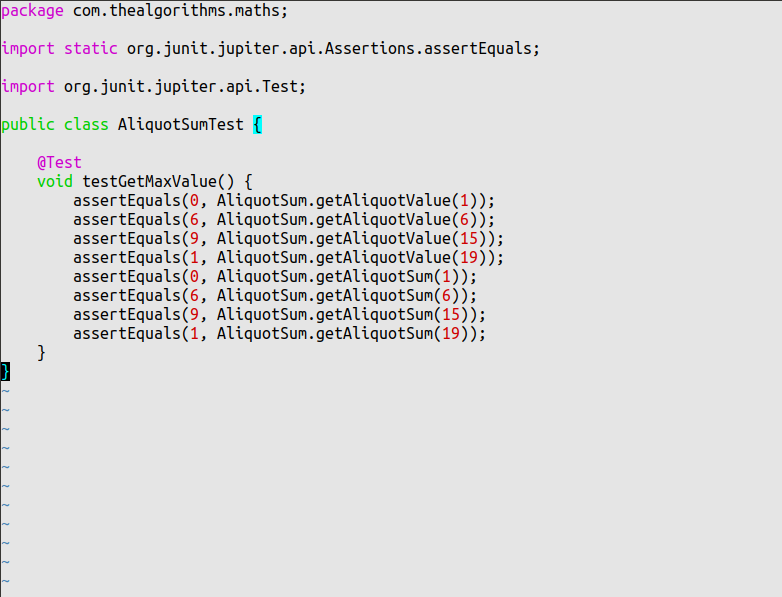 package com.thealgorithms.maths;

import static org.junit.jupiter.api.Assertions.assertEquals;

import org.junit.jupiter.api.Test;

public class AliquotSumTest {

    @Test
    void testGetMaxValue() {
        assertEquals(0, AliquotSum.getAliquotValue(1));
        assertEquals(6, AliquotSum.getAliquotValue(6));
        assertEquals(9, AliquotSum.getAliquotValue(15));
        assertEquals(1, AliquotSum.getAliquotValue(19));
        assertEquals(0, AliquotSum.getAliquotSum(1));
        assertEquals(6, AliquotSum.getAliquotSum(6));
        assertEquals(9, AliquotSum.getAliquotSum(15));
        assertEquals(1, AliquotSum.getAliquotSum(19));
    }
}
~
~
~
~
~
~
~
~
~
~
~